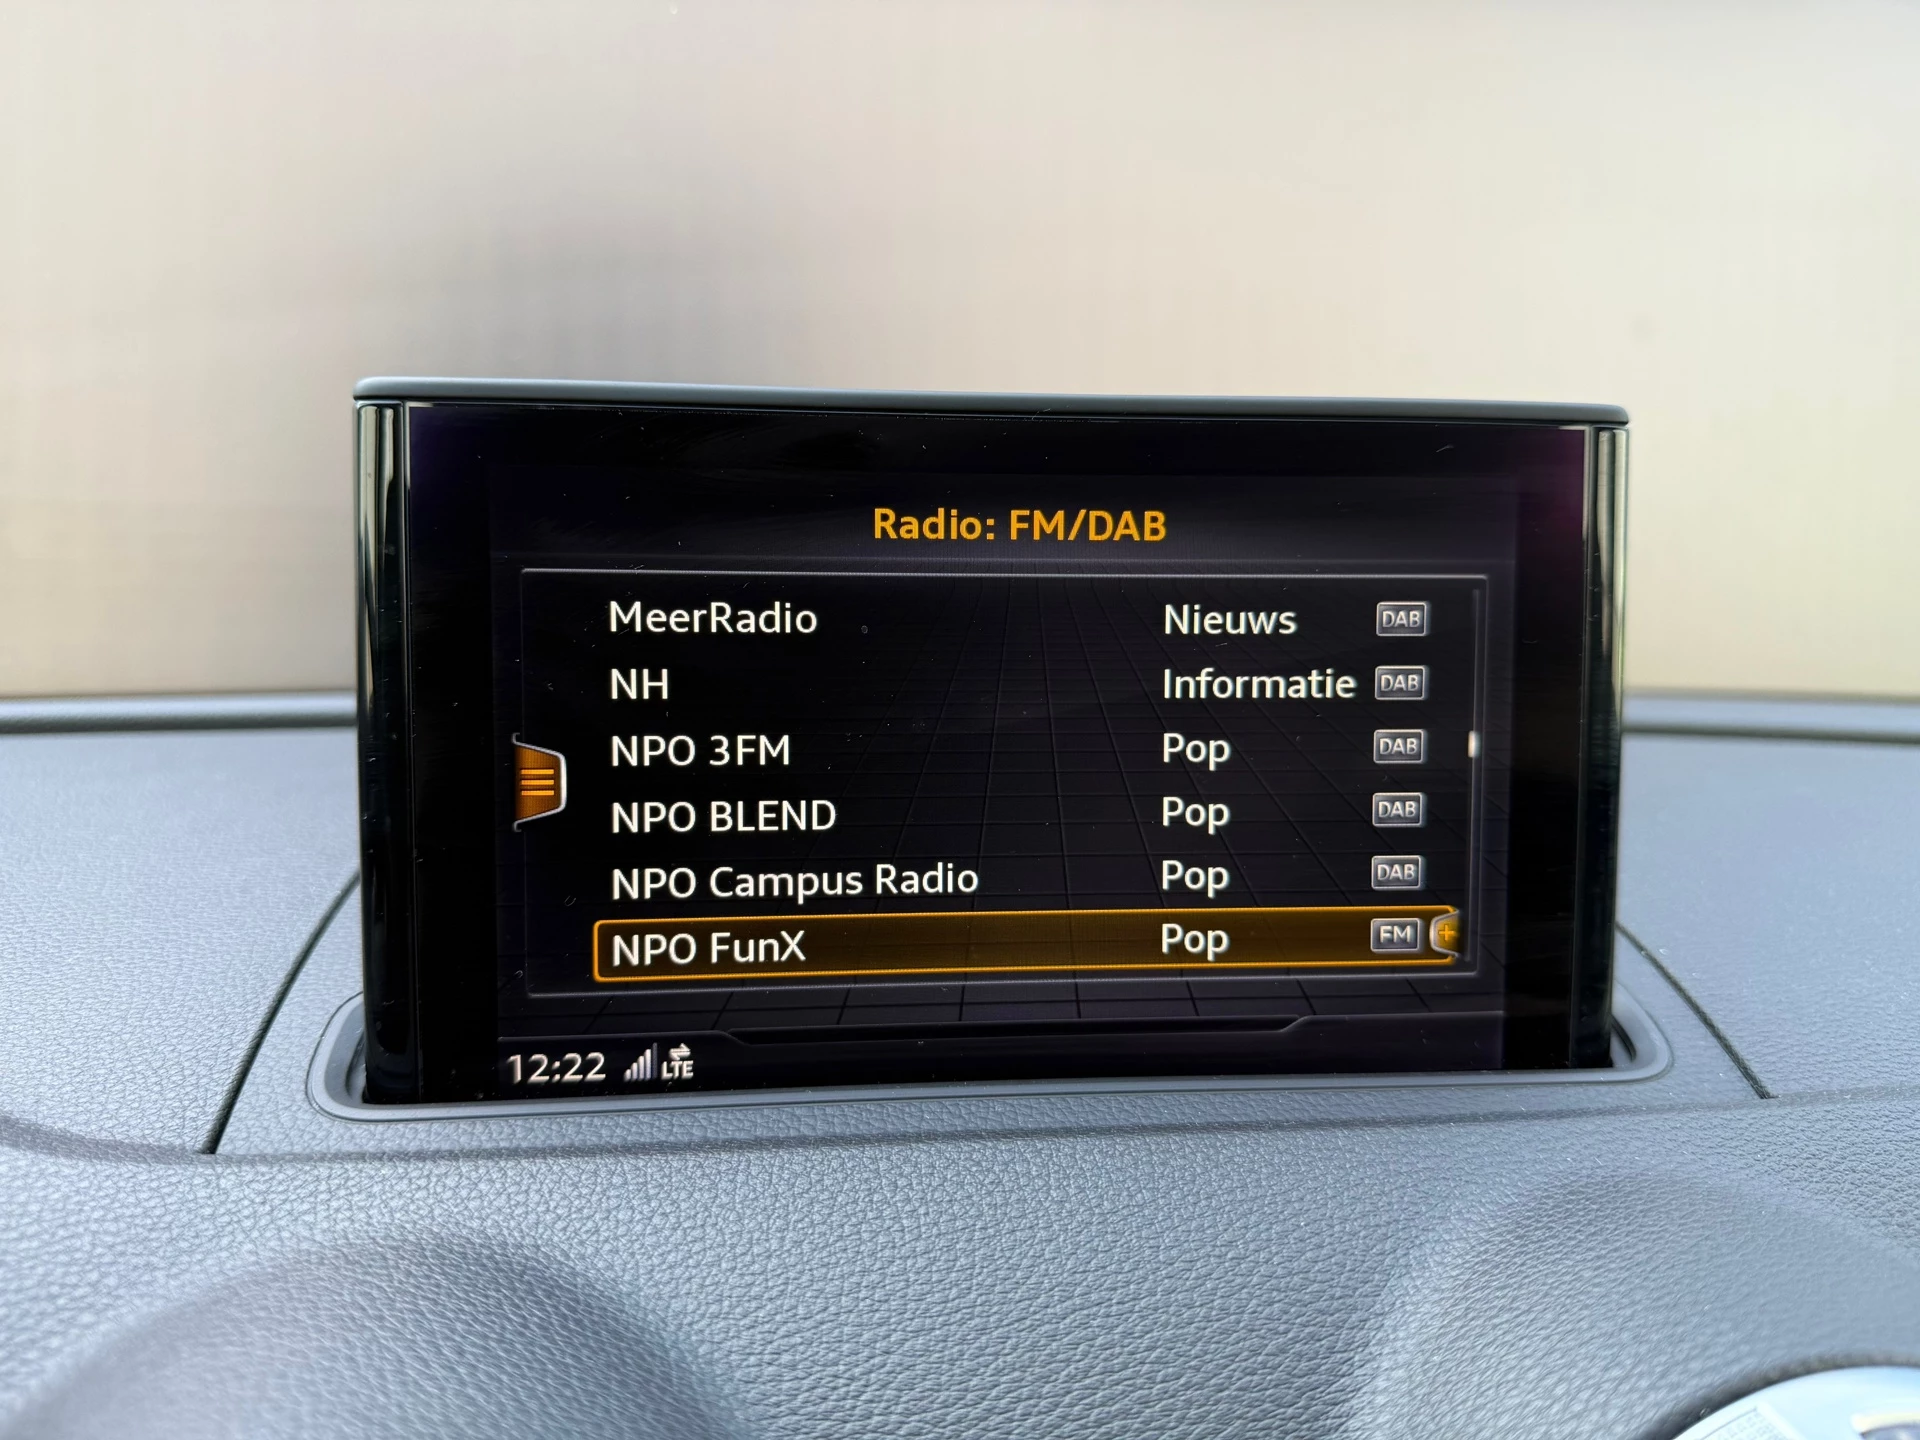 Radio: FM/DAB
MeerRadio Nieuws DAB
NH Informatie DAB
NPO 3FM Pop DAB
NPO BLEND Pop DAB
NPO Campus Radio Pop DAB
NPO FunX Pop FM +
12:22 LTE